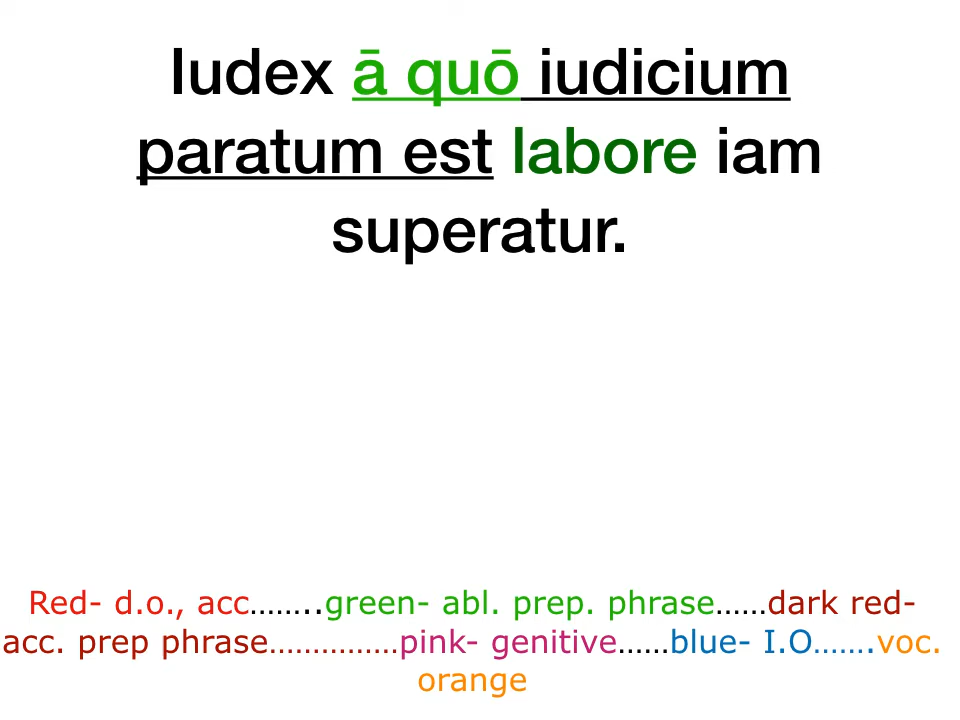 Iudex ā quō iudicium
paratum est labore iam
superatur.
Red- d.o., acc……..green- abl. prep. phrase……dark red-
acc. prep phrase……………pink- genitive……blue- I.O…….voc.
orange